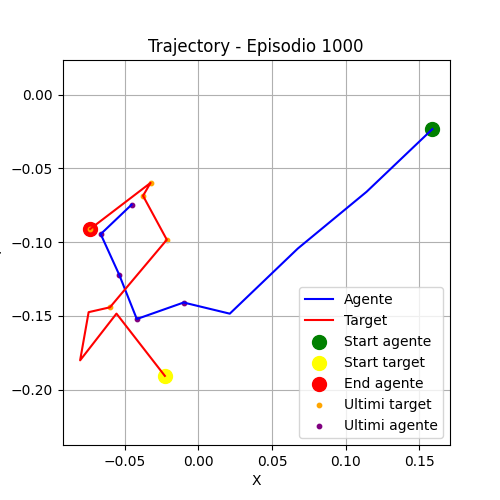 Trajectory - Episodio 1000
0.00
−0.05
−0.10
−0.15
−0.20
−0.05
0.00
0.05
0.10
0.15
X
Agente
Target
Start agente
Start target
End agente
Ultimi target
Ultimi agente